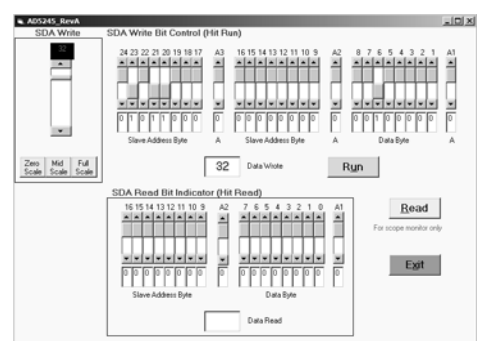 AD5245_RevA
SDA Write
SDA Write Bit Control (Hit Run)
32
24 23 22 21 20 19 18 17 A3 16 15 14 13 12 11 10 9 A2 8 7 6 5 4 3 2 1 A1
0 1 0 1 1 0 0 0 0 0 0 0 0 0 0 0 0 0 0 0 0 1 0 0 0 0 0 0
Slave Address Byte A Slave Address Byte A Data Byte A
Zero Scale Mid Scale Full Scale
32 Data Wrote Run
SDA Read Bit Indicator (Hit Read)
16 15 14 13 12 11 10 9 A2 7 6 5 4 3 2 1 0 A1
0 0 0 0 0 0 0 0 0 0 0 0 0 0 0 0 0 0
Slave Address Byte Data Byte
Data Read
Read
For scope monitor only
Exit